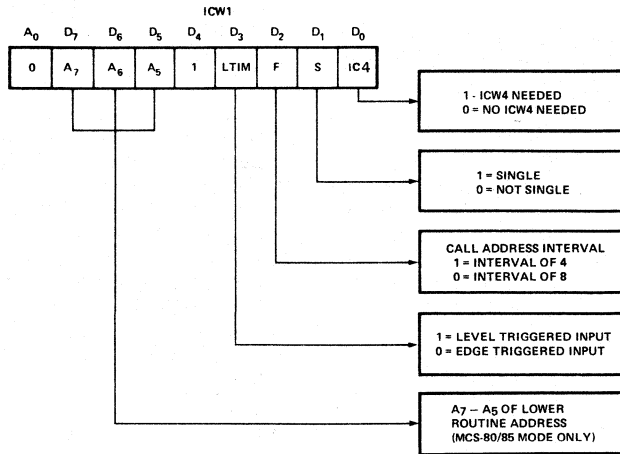 ICW1
A0 D7 D6 D5 D4 D3 D2 D1 D0
0 A7 A6 A5 1 LTIM F S IC4
1 - ICW4 NEEDED
0 = NO ICW4 NEEDED
1 = SINGLE
0 = NOT SINGLE
CALL ADDRESS INTERVAL
1 = INTERVAL OF 4
0 = INTERVAL OF 8
1 = LEVEL TRIGGERED INPUT
0 = EDGE TRIGGERED INPUT
A7 – A5 OF LOWER
ROUTINE ADDRESS
(MCS-80/85 MODE ONLY)